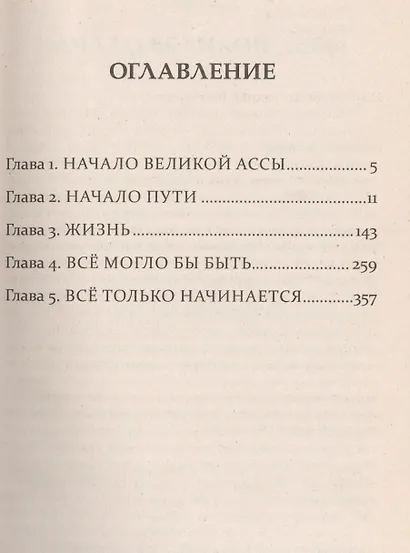 ОГЛАВЛЕНИЕ
Глава 1. НАЧАЛО ВЕЛИКОЙ АССЫ.................... 5
Глава 2. НАЧАЛО ПУТИ .......................................... 11
Глава 3. ЖИЗНЬ ........................................................ 143
Глава 4. ВСЁ МОГЛО БЫ БЫТЬ......................... 259
Глава 5. ВСЁ ТОЛЬКО НАЧИНАЕТСЯ............357